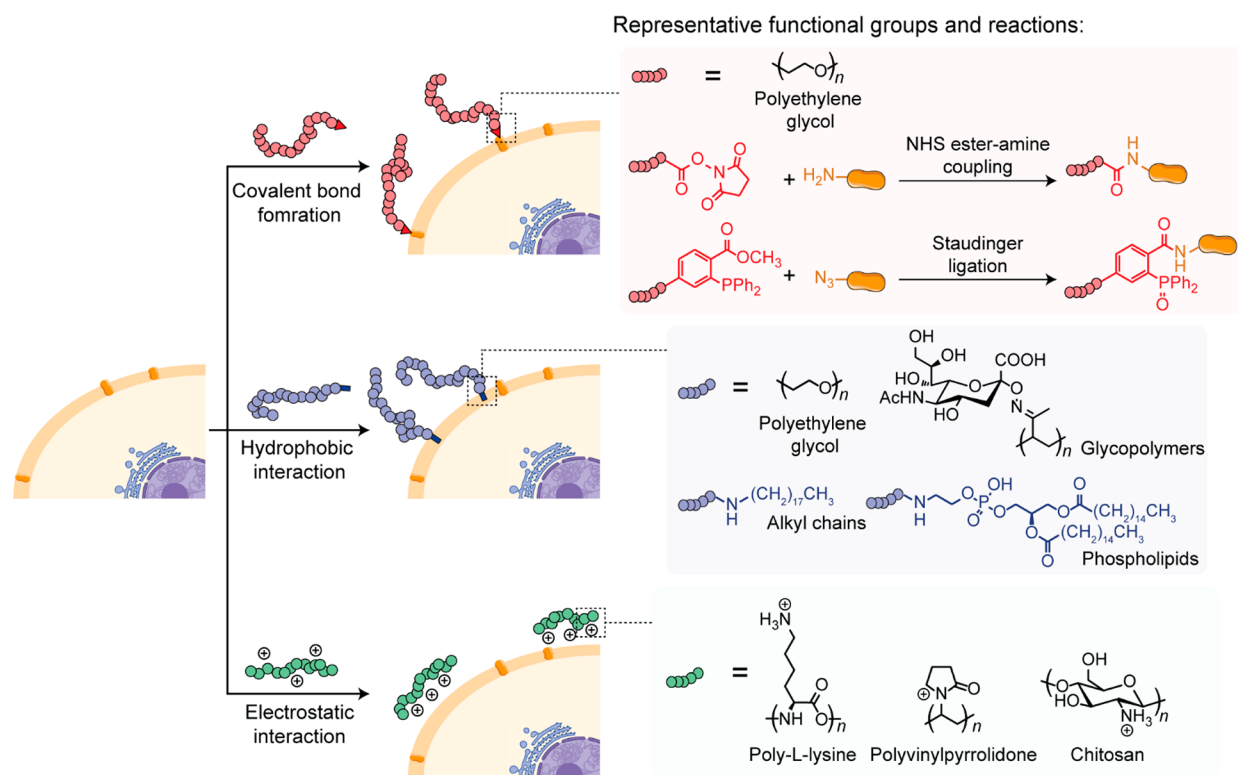 Representative functional groups and reactions:
Covalent bond
fomration
Polyethylene
glycol
NHS ester-amine
coupling
H₂N
N
H
O
Staudinger
ligation
OCH₃
PPh₂
N₃
PPh₂
Hydrophobic
interaction
Polyethylene
glycol
OH
OH
HO
COOH
AcHN
HO
N
n
Glycopolymers
N
H
(CH₂)₁₇CH₃
Alkyl chains
OH
(CH₂)₁₄CH₃
(CH₂)₁₄CH₃
Phospholipids
Electrostatic
interaction
NH₃
NH
n
Poly-L-lysine
N
O
n
Polyvinylpyrrolidone
OH
HO
NH₃
n
Chitosan